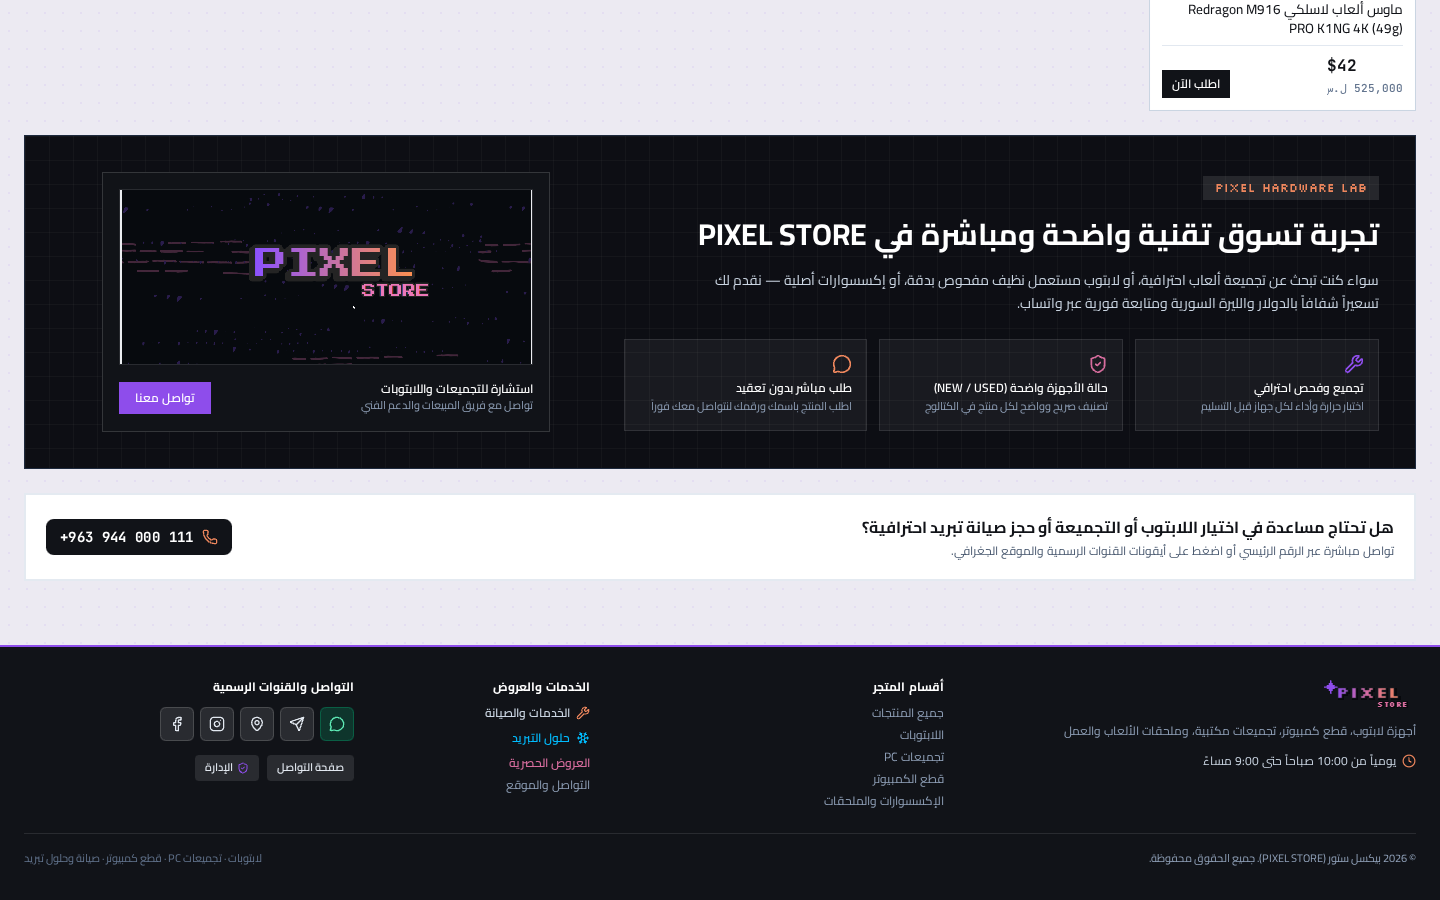 ماوس ألعاب لاسلكي Redragon M916
PRO K1NG 4K (49g)
$42
525,000 ل.س
اطلب الآن
PIXEL HARDWARE LAB
تجربة تسوق تقنية واضحة ومباشرة في PIXEL STORE
سواء كنت تبحث عن تجميعة ألعاب احترافية، أو لابتوب مستعمل نظيف مفحوص بدقة، أو إكسسوارات أصلية — نقدم لك
تسعيراً شفافاً بالدولار والليرة السورية ومتابعة فورية عبر واتساب.
تجميع وفحص احترافي
اختبار حرارة وأداء لكل جهاز قبل التسليم
حالة الأجهزة واضحة (NEW / USED)
تصنيف صريح وواضح لكل منتج في الكتالوج
طلب مباشر بدون تعقيد
اطلب المنتج باسمك ورقمك لنتواصل معك فوراً
PIXEL
STORE
استشارة للتجميعات واللابتوبات
تواصل مع فريق المبيعات والدعم الفني
تواصل معنا
هل تحتاج مساعدة في اختيار اللابتوب أو التجميعة أو حجز صيانة تبريد احترافية؟
تواصل مباشرة عبر الرقم الرئيسي أو اضغط على أيقونات القنوات الرسمية والموقع الجغرافي.
+963 944 000 111
PIXEL
STORE
أجهزة لابتوب، قطع كمبيوتر، تجميعات مكتبية، وملحقات الألعاب والعمل
يومياً من 10:00 صباحاً حتى 9:00 مساءً
أقسام المتجر
جميع المنتجات
اللابتوبات
تجميعات PC
قطع الكمبيوتر
الإكسسوارات والملحقات
الخدمات والعروض
الخدمات والصيانة
حلول التبريد
العروض الحصرية
التواصل والموقع
التواصل والقنوات الرسمية
صفحة التواصل
الإدارة
© 2026 بيكسل ستور (PIXEL STORE). جميع الحقوق محفوظة.
لابتوبات · تجميعات PC · قطع كمبيوتر · صيانة وحلول تبريد